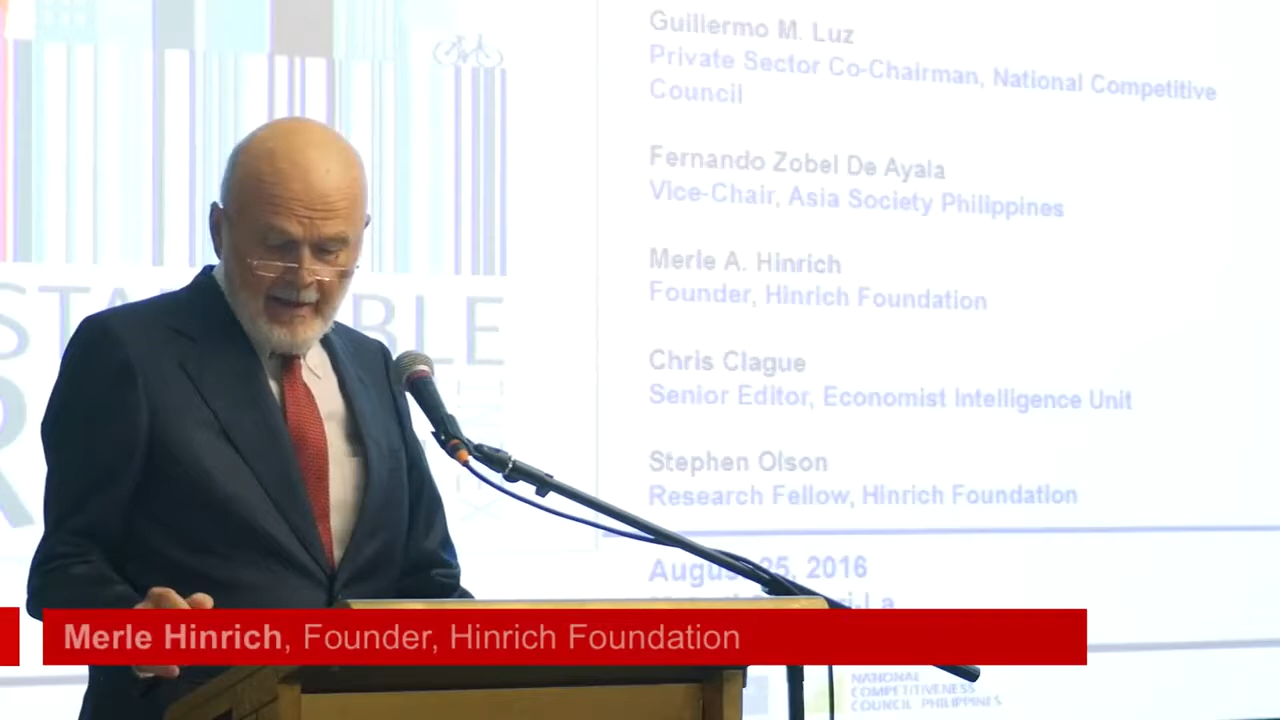 Guillermo M. Luz
Private Sector Co-Chairman, National Competitive
Council
Fernando Zobel De Ayala
Vice-Chair, Asia Society Philippines
Merle A. Hinrich
Founder, Hinrich Foundation
Chris Clague
Senior Editor, Economist Intelligence Unit
Stephen Olson
Research Fellow, Hinrich Foundation
August 25, 2016
Merle Hinrich, Founder, Hinrich Foundation
NATIONAL
COMPETITIVENESS
COUNCIL PHILIPPINES